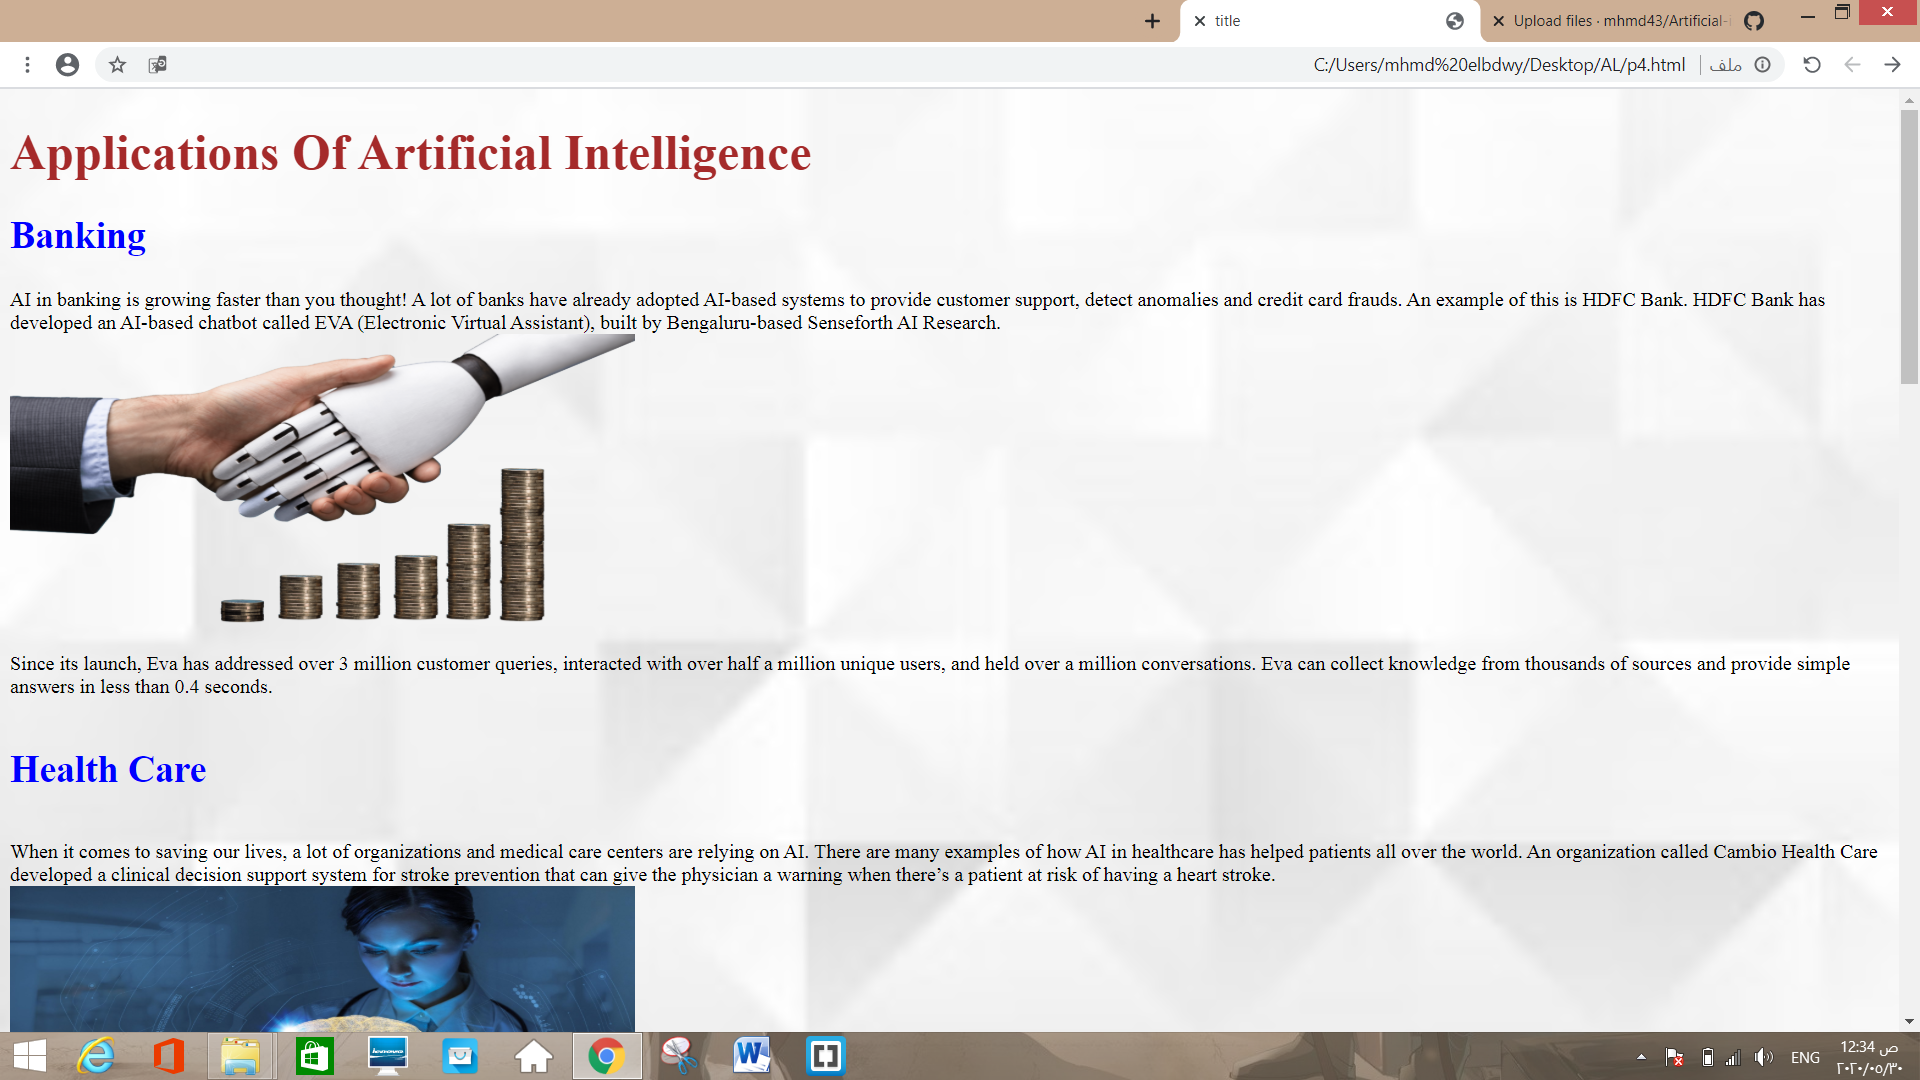 title
Upload files · mhmd43/Artificial-i
C:/Users/mhmd%20elbdwy/Desktop/AL/p4.html
ملف
Applications Of Artificial Intelligence
Banking
AI in banking is growing faster than you thought! A lot of banks have already adopted AI-based systems to provide customer support, detect anomalies and credit card frauds. An example of this is HDFC Bank. HDFC Bank has
developed an AI-based chatbot called EVA (Electronic Virtual Assistant), built by Bengaluru-based Senseforth AI Research.
Since its launch, Eva has addressed over 3 million customer queries, interacted with over half a million unique users, and held over a million conversations. Eva can collect knowledge from thousands of sources and provide simple
answers in less than 0.4 seconds.
Health Care
When it comes to saving our lives, a lot of organizations and medical care centers are relying on AI. There are many examples of how AI in healthcare has helped patients all over the world. An organization called Cambio Health Care
developed a clinical decision support system for stroke prevention that can give the physician a warning when there’s a patient at risk of having a heart stroke.
ENG
12:34 ص
٢٠٢٠/٠٥/٣٠